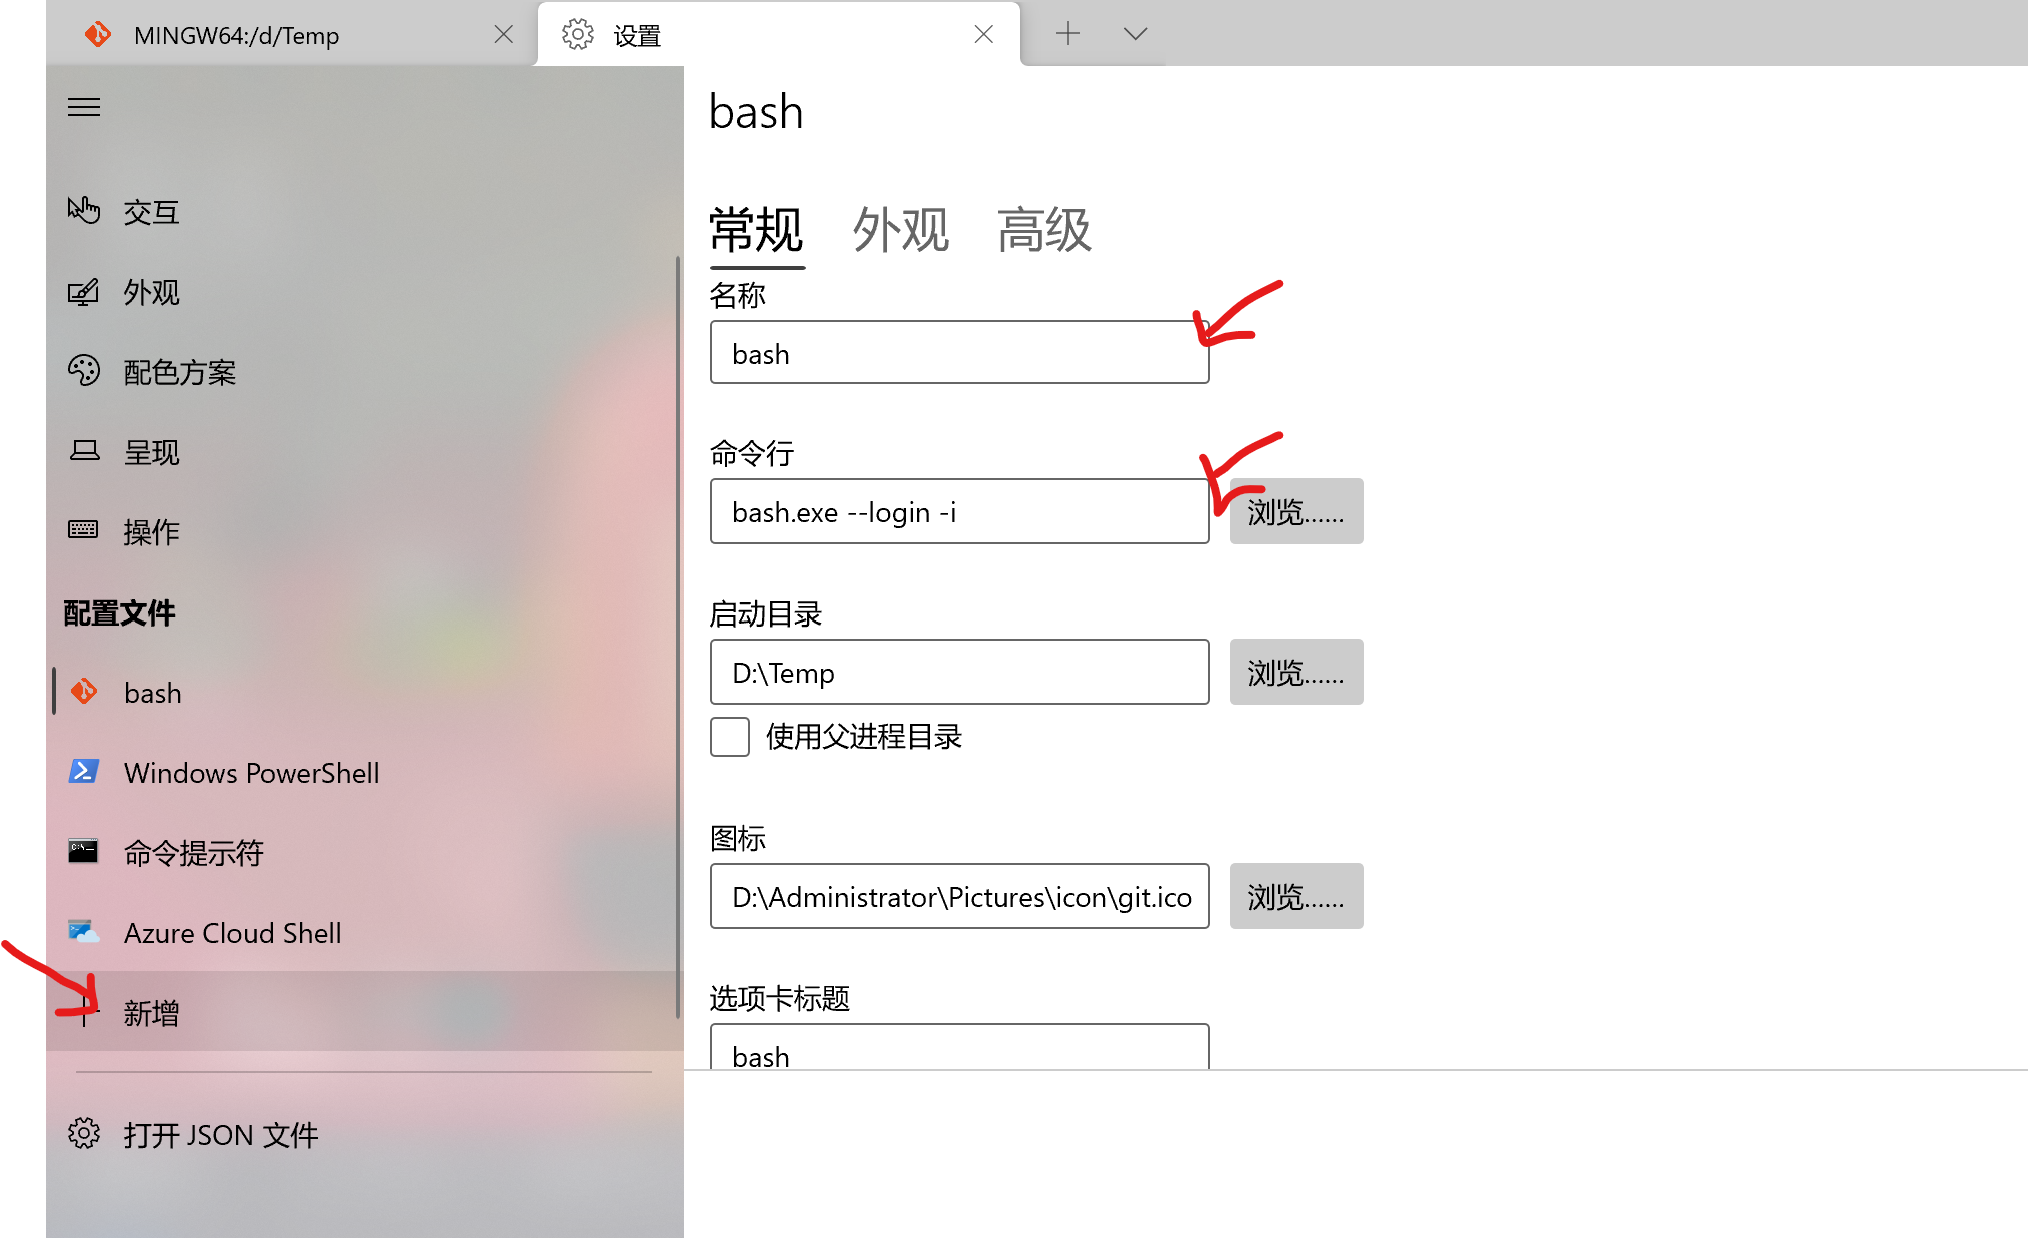 MINGW64:/d/Temp
设置
交互
外观
配色方案
呈现
操作
配置文件
bash
Windows PowerShell
命令提示符
Azure Cloud Shell
新增
打开 JSON 文件
bash
常规 外观 高级
名称
bash
命令行
bash.exe --login -i 浏览......
启动目录
D:\Temp 浏览......
使用父进程目录
图标
D:\Administrator\Pictures\icon\git.ico 浏览......
选项卡标题
bash